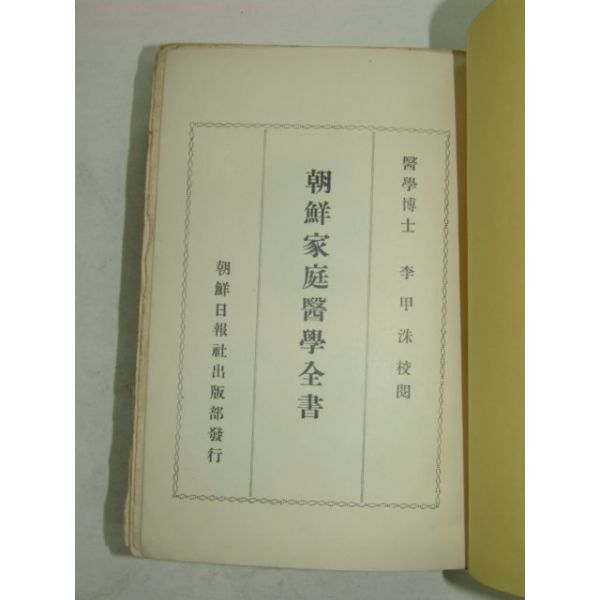 醫學博士 李甲洙校閱
朝鮮家庭醫學全書
朝鮮日報社出版部發行